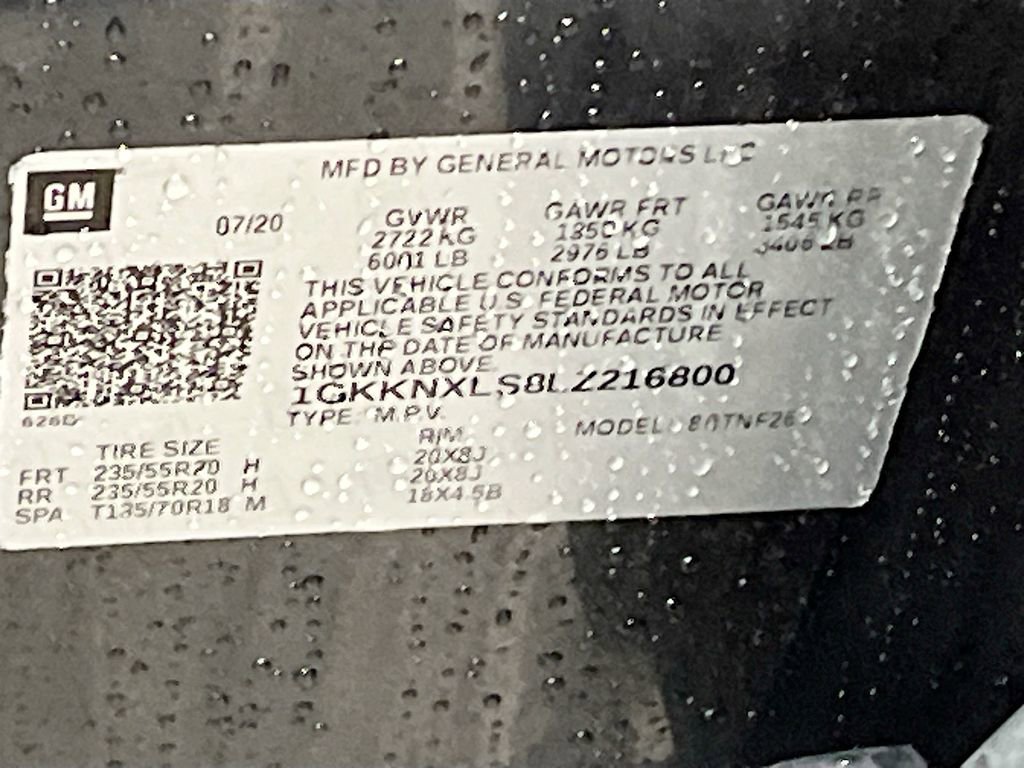 MFD BY GENERAL MOTORS LLC
GM
07/20
GVWR GAWR FRT GAWR RR
2722 KG 1350 KG 1545 KG
6001 LB 2976 LB 3406 LB
THIS VEHICLE CONFORMS TO ALL
APPLICABLE U.S. FEDERAL MOTOR
VEHICLE SAFETY STANDARDS IN EFFECT
ON THE DATE OF MANUFACTURE
SHOWN ABOVE.
1GKKNXLS8LZ216800
TYPE: M.P.V. MODEL:
TIRE SIZE RIM
FRT 235/55R20 H 20X8J
RR 235/55R20 H 20X8J
SPA T135/70R18 M 18X4.5B